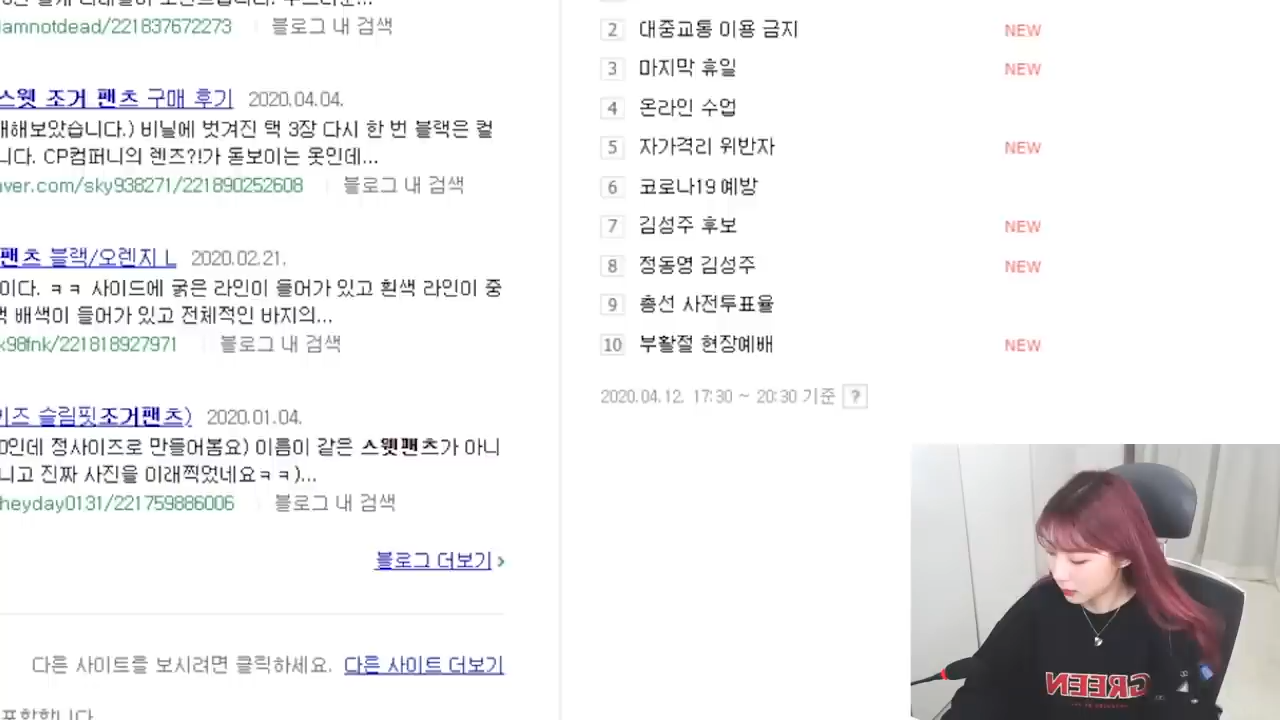 iamnotdead/221837672273 블로그 내 검색
스웻 조거 팬츠 구매 후기 2020.04.04.
해보았습니다.) 비닐에 벗겨진 택 3장 다시 한 번 블랙은 컬
니다. CP컴퍼니의 렌즈?!가 돋보이는 옷인데...
ver.com/sky938271/221890252608 블로그 내 검색
팬츠 블랙/오렌지 L 2020.02.21.
이다. ㅋㅋ 사이드에 굵은 라인이 들어가 있고 흰색 라인이 중
배색이 들어가 있고 전체적인 바지의...
k98fnk/221818927971 블로그 내 검색
이즈 슬림핏조거팬츠) 2020.01.04.
0인데 정사이즈로 만들어봄요) 이름이 같은 스웻팬츠가 아니
니고 진짜 사진을 이래찍었네요ㅋㅋ)...
heyday0131/221759886006 블로그 내 검색
블로그 더보기 >
다른 사이트를 보시려면 클릭하세요. 다른 사이트 더보기
포함합니다.
2 대중교통 이용 금지 NEW
3 마지막 휴일 NEW
4 온라인 수업
5 자가격리 위반자 NEW
6 코로나19 예방
7 김성주 후보 NEW
8 정동영 김성주 NEW
9 총선 사전투표율
10 부활절 현장예배 NEW
2020.04.12. 17:30 ~ 20:30 기준 ?
GREEN